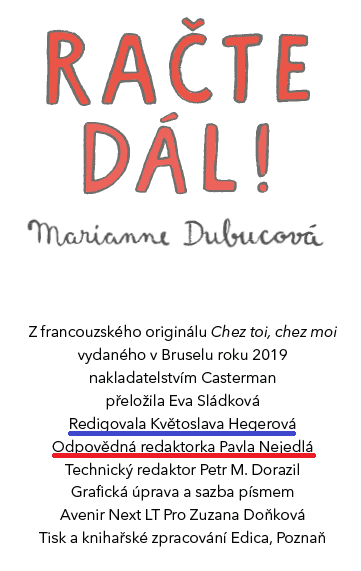 RAČTE
DÁL!
Marianne Dubucová
Z francouzského originálu Chez toi, chez moi
vydaného v Bruselu roku 2019
nakladatelstvím Casterman
přeložila Eva Sládková
Redigovala Květoslava Hegerová
Odpovědná redaktorka Pavla Nejedlá
Technický redaktor Petr M. Dorazil
Grafická úprava a sazba písmem
Avenir Next LT Pro Zuzana Doňková
Tisk a knihařské zpracování Edica, Poznaň